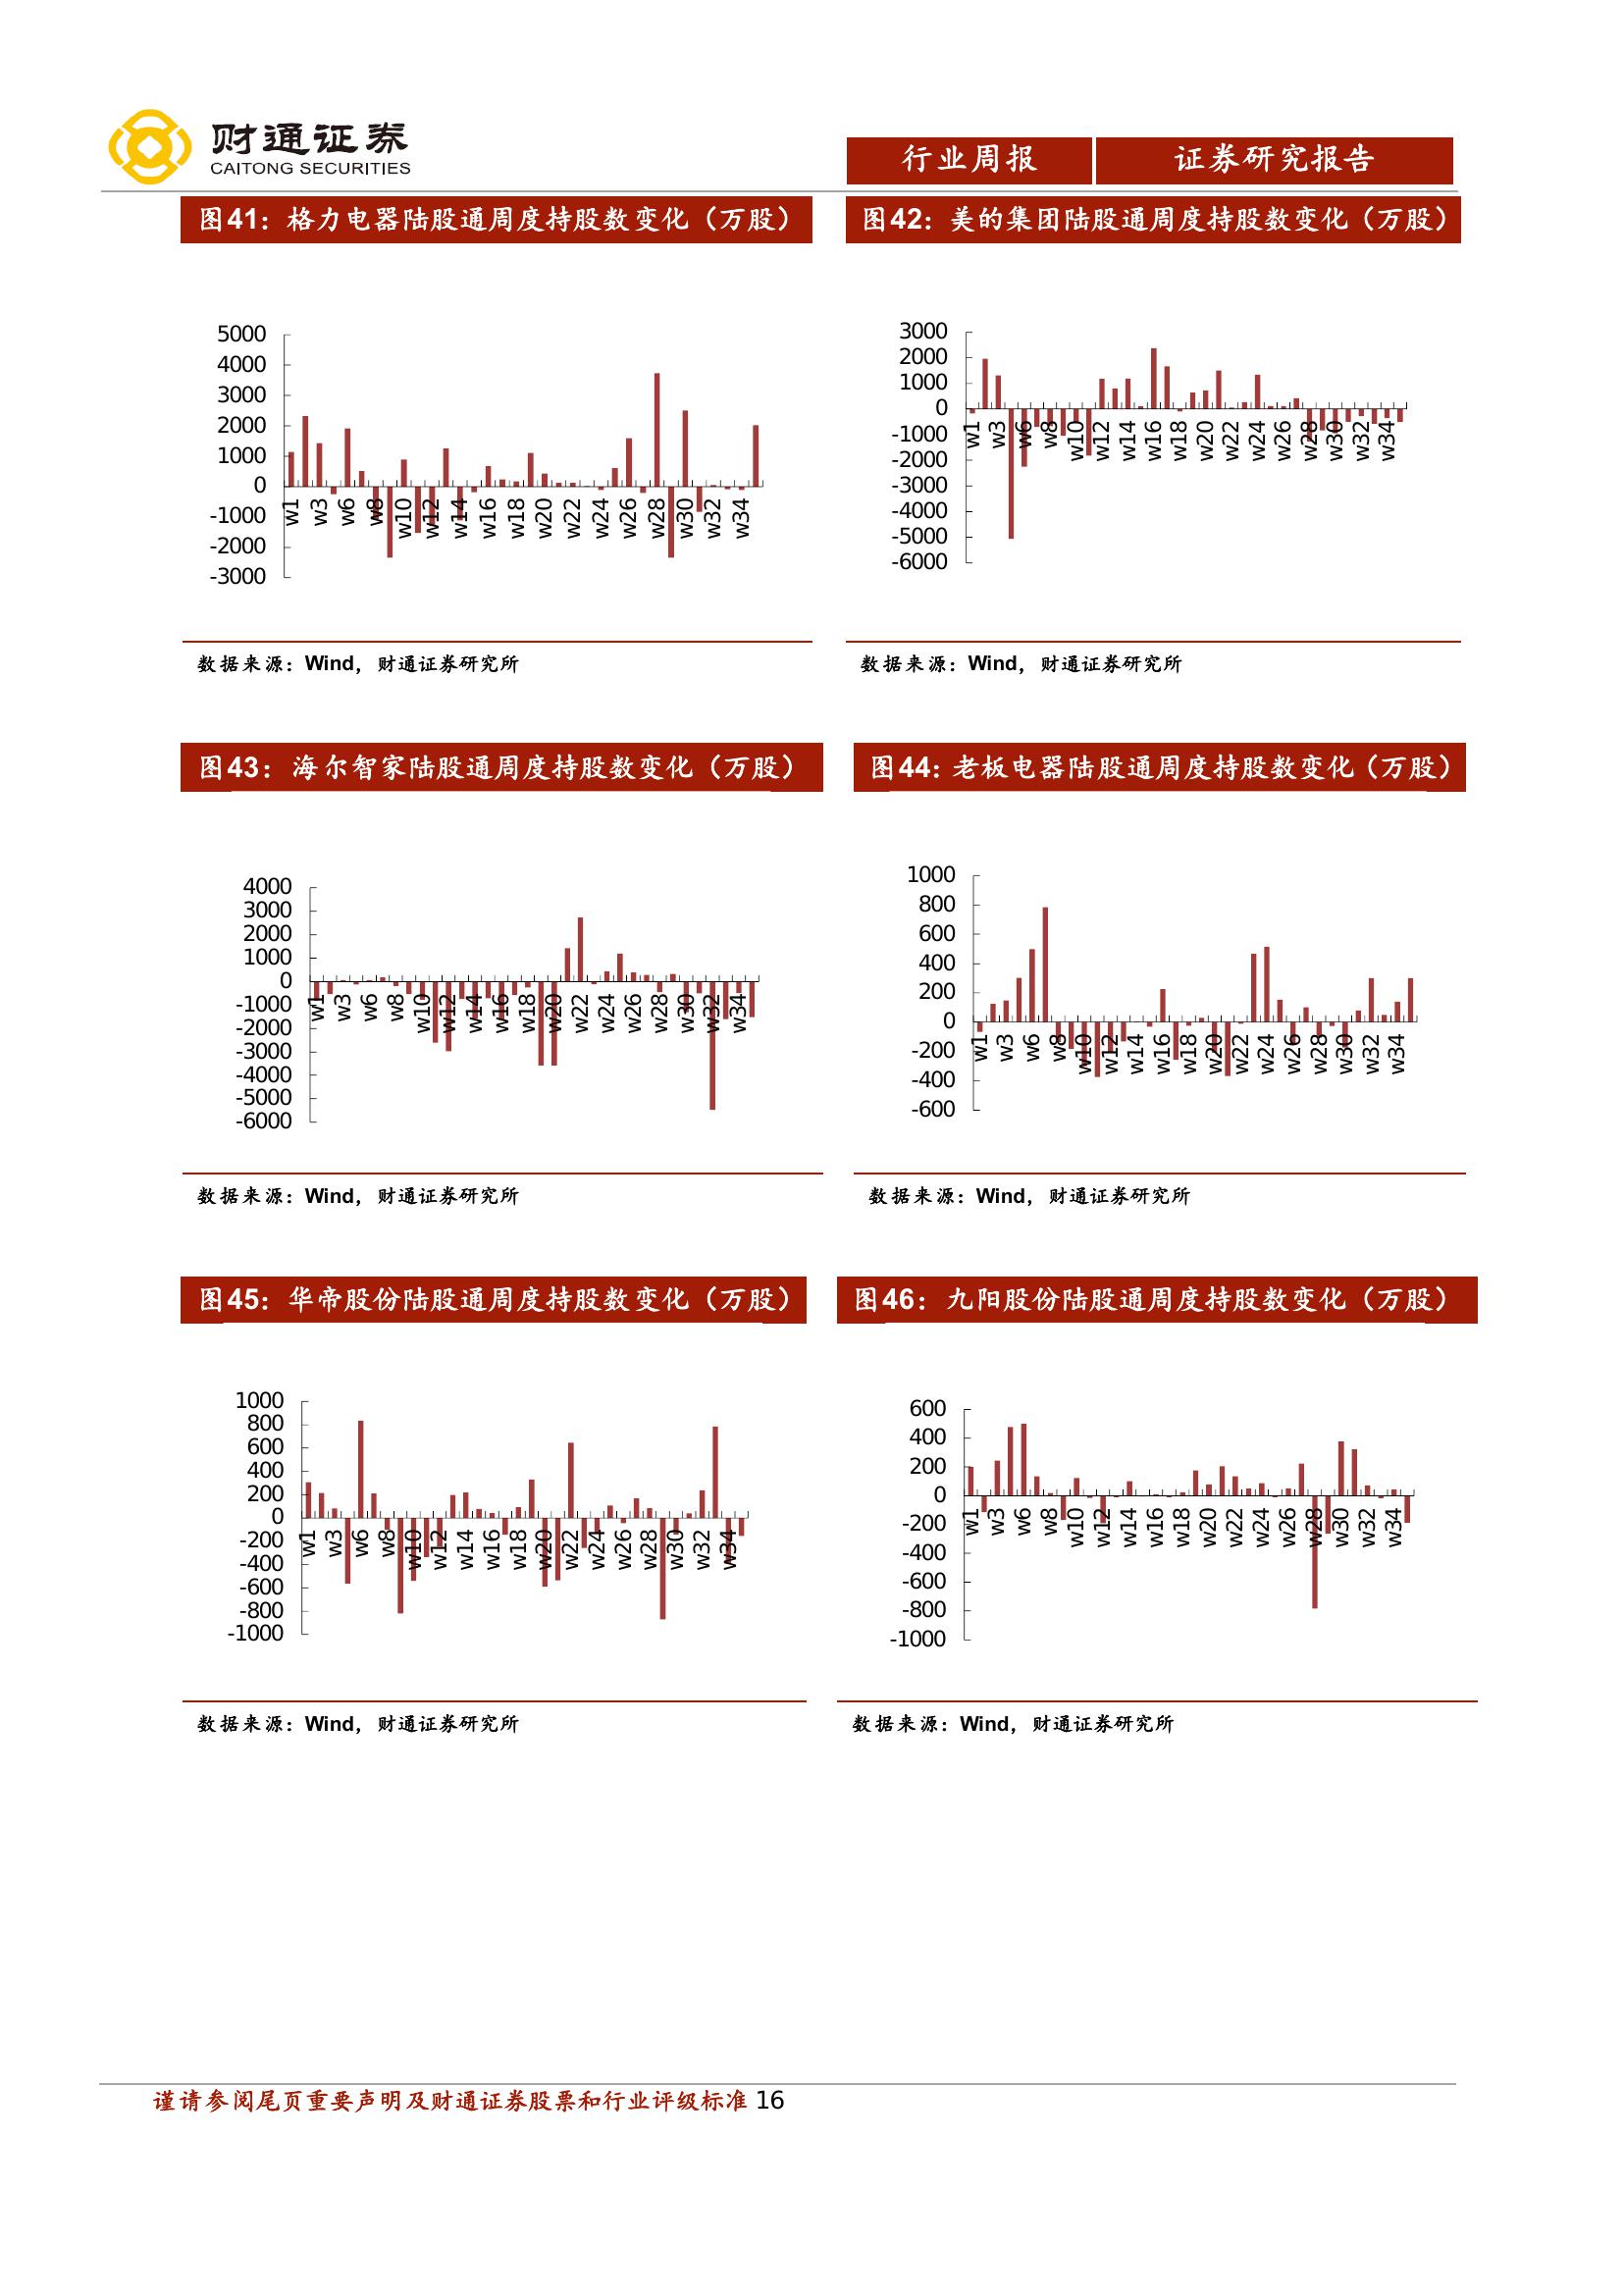 财通证券
CAITONG SECURITIES
行业周报 证券研究报告
图41：格力电器陆股通周度持股数变化（万股）
5000
4000
3000
2000
1000
0
-1000
-2000
-3000
w1 w3 w6 w8 w10 w12 w14 w16 w18 w20 w22 w24 w26 w28 w30 w32 w34
数据来源：Wind，财通证券研究所
图42：美的集团陆股通周度持股数变化（万股）
3000
2000
1000
0
-1000
-2000
-3000
-4000
-5000
-6000
w1 w3 w6 w8 w10 w12 w14 w16 w18 w20 w22 w24 w26 w28 w30 w32 w34
数据来源：Wind，财通证券研究所
图43：海尔智家陆股通周度持股数变化（万股）
4000
3000
2000
1000
0
-1000
-2000
-3000
-4000
-5000
-6000
w1 w3 w6 w8 w10 w12 w14 w16 w18 w20 w22 w24 w26 w28 w30 w32 w34
数据来源：Wind，财通证券研究所
图44：老板电器陆股通周度持股数变化（万股）
1000
800
600
400
200
0
-200
-400
-600
w1 w3 w6 w8 w10 w12 w14 w16 w18 w20 w22 w24 w26 w28 w30 w32 w34
数据来源：Wind，财通证券研究所
图45：华帝股份陆股通周度持股数变化（万股）
1000
800
600
400
200
0
-200
-400
-600
-800
-1000
w1 w3 w6 w8 w10 w12 w14 w16 w18 w20 w22 w24 w26 w28 w30 w32 w34
数据来源：Wind，财通证券研究所
图46：九阳股份陆股通周度持股数变化（万股）
600
400
200
0
-200
-400
-600
-800
-1000
w1 w3 w6 w8 w10 w12 w14 w16 w18 w20 w22 w24 w26 w28 w30 w32 w34
数据来源：Wind，财通证券研究所
谨请参阅尾页重要声明及财通证券股票和行业评级标准 16